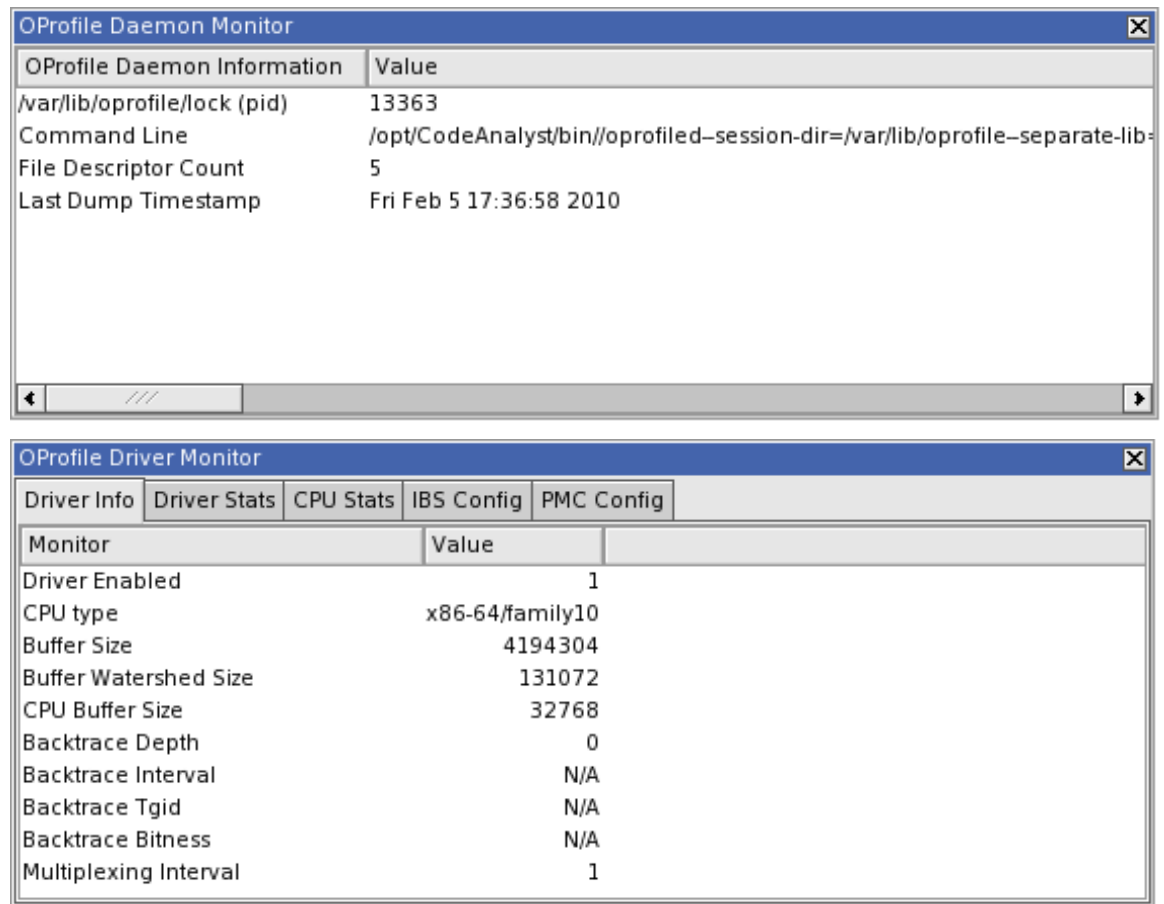 OProfile Daemon Monitor
OProfile Daemon Information Value
/var/lib/oprofile/lock (pid) 13363
Command Line /opt/CodeAnalyst/bin//oprofiled--session-dir=/var/lib/oprofile--separate-lib=
File Descriptor Count 5
Last Dump Timestamp Fri Feb 5 17:36:58 2010
OProfile Driver Monitor
Driver Info Driver Stats CPU Stats IBS Config PMC Config
Monitor Value
Driver Enabled 1
CPU type x86-64/family10
Buffer Size 4194304
Buffer Watershed Size 131072
CPU Buffer Size 32768
Backtrace Depth 0
Backtrace Interval N/A
Backtrace Tgid N/A
Backtrace Bitness N/A
Multiplexing Interval 1